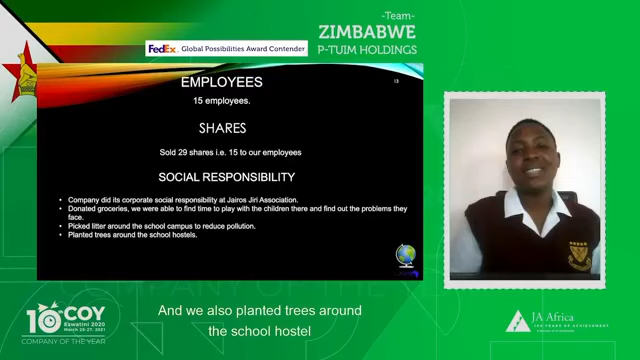 -Team-
ZIMBABWE
P-TUIM HOLDINGS
FedEx. Global Possibilities Award Contender
EMPLOYEES
13
15 employees.
SHARES
Sold 29 shares i.e. 15 to our employees
SOCIAL RESPONSIBILITY
• Company did its corporate social responsibility at Jairos Jiri Association.
• Donated groceries, we were able to find time to play with the children there and find out the problems they
face.
• Picked litter around the school campus to reduce pollution.
• Planted trees around the school hostels.
And we also planted trees around
the school hostel
10 COY
Eswatini 2020
March 25-27, 2021
COMPANY OF THE YEAR
JA Africa
100 YEARS OF ACHIEVEMENT